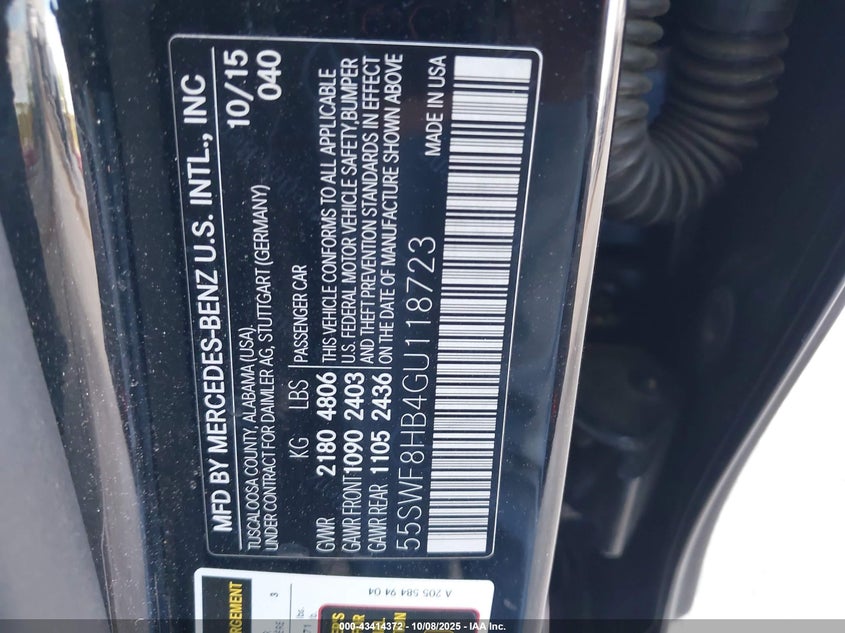 MFD BY MERCEDES-BENZ U.S. INTL., INC
10/15
TUSCALOOSA COUNTY, ALABAMA (USA),
040
UNDER CONTRACT FOR DAIMLER AG, STUTTGART (GERMANY)
KG LBS PASSENGER CAR
GVWR 2180 4806
GAWR FRONT 1090 2403
GAWR REAR 1105 2436
THIS VEHICLE CONFORMS TO ALL APPLICABLE
U.S. FEDERAL MOTOR VEHICLE SAFETY,BUMPER
AND THEFT PREVENTION STANDARDS IN EFFECT
ON THE DATE OF MANUFACTURE SHOWN ABOVE
MADE IN USA
55SWF8HB4GU118723
A 205 584 94 04
3
000-43414372 - 10/08/2025 - IAA Inc.